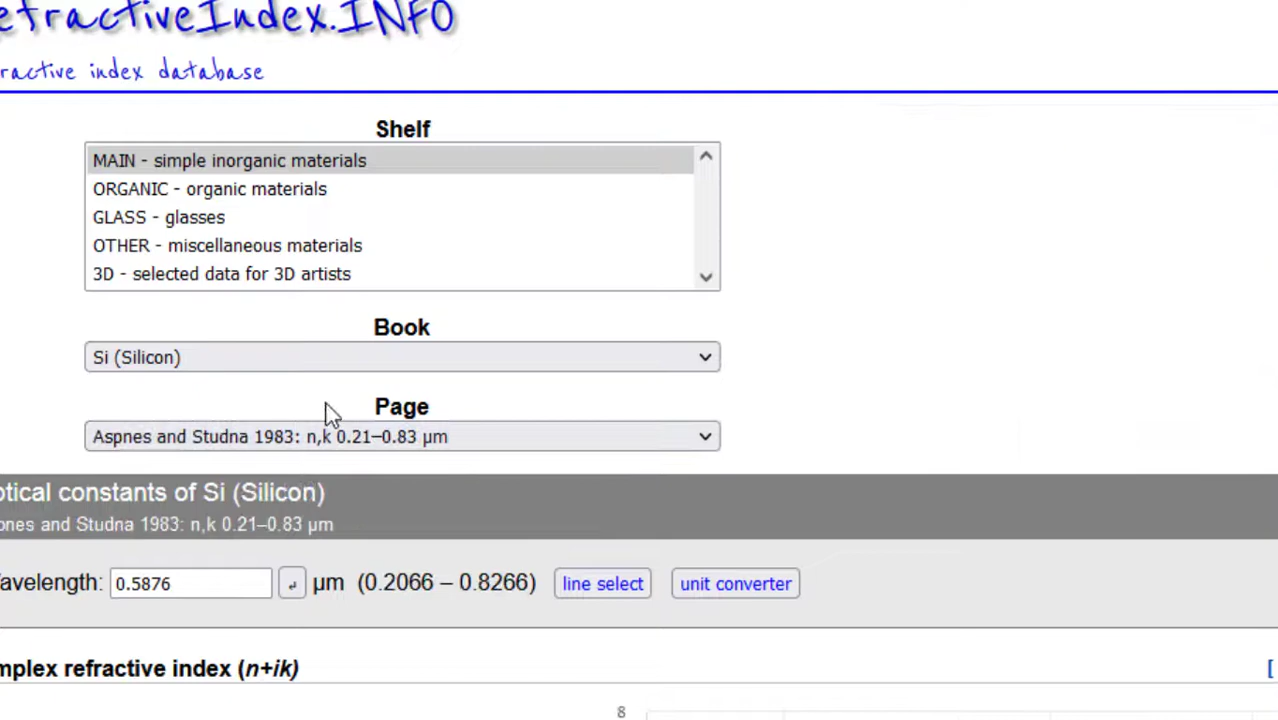 efractiveIndex.INFO
ractive index database
Shelf
MAIN - simple inorganic materials
ORGANIC - organic materials
GLASS - glasses
OTHER - miscellaneous materials
3D - selected data for 3D artists
Book
Si (Silicon)
Page
Aspnes and Studna 1983: n,k 0.21–0.83 µm
ptical constants of Si (Silicon)
pnes and Studna 1983: n,k 0.21–0.83 µm
avelength: 0.5876 ↲ µm (0.2066 – 0.8266) line select unit converter
mplex refractive index (n+ik) [
8